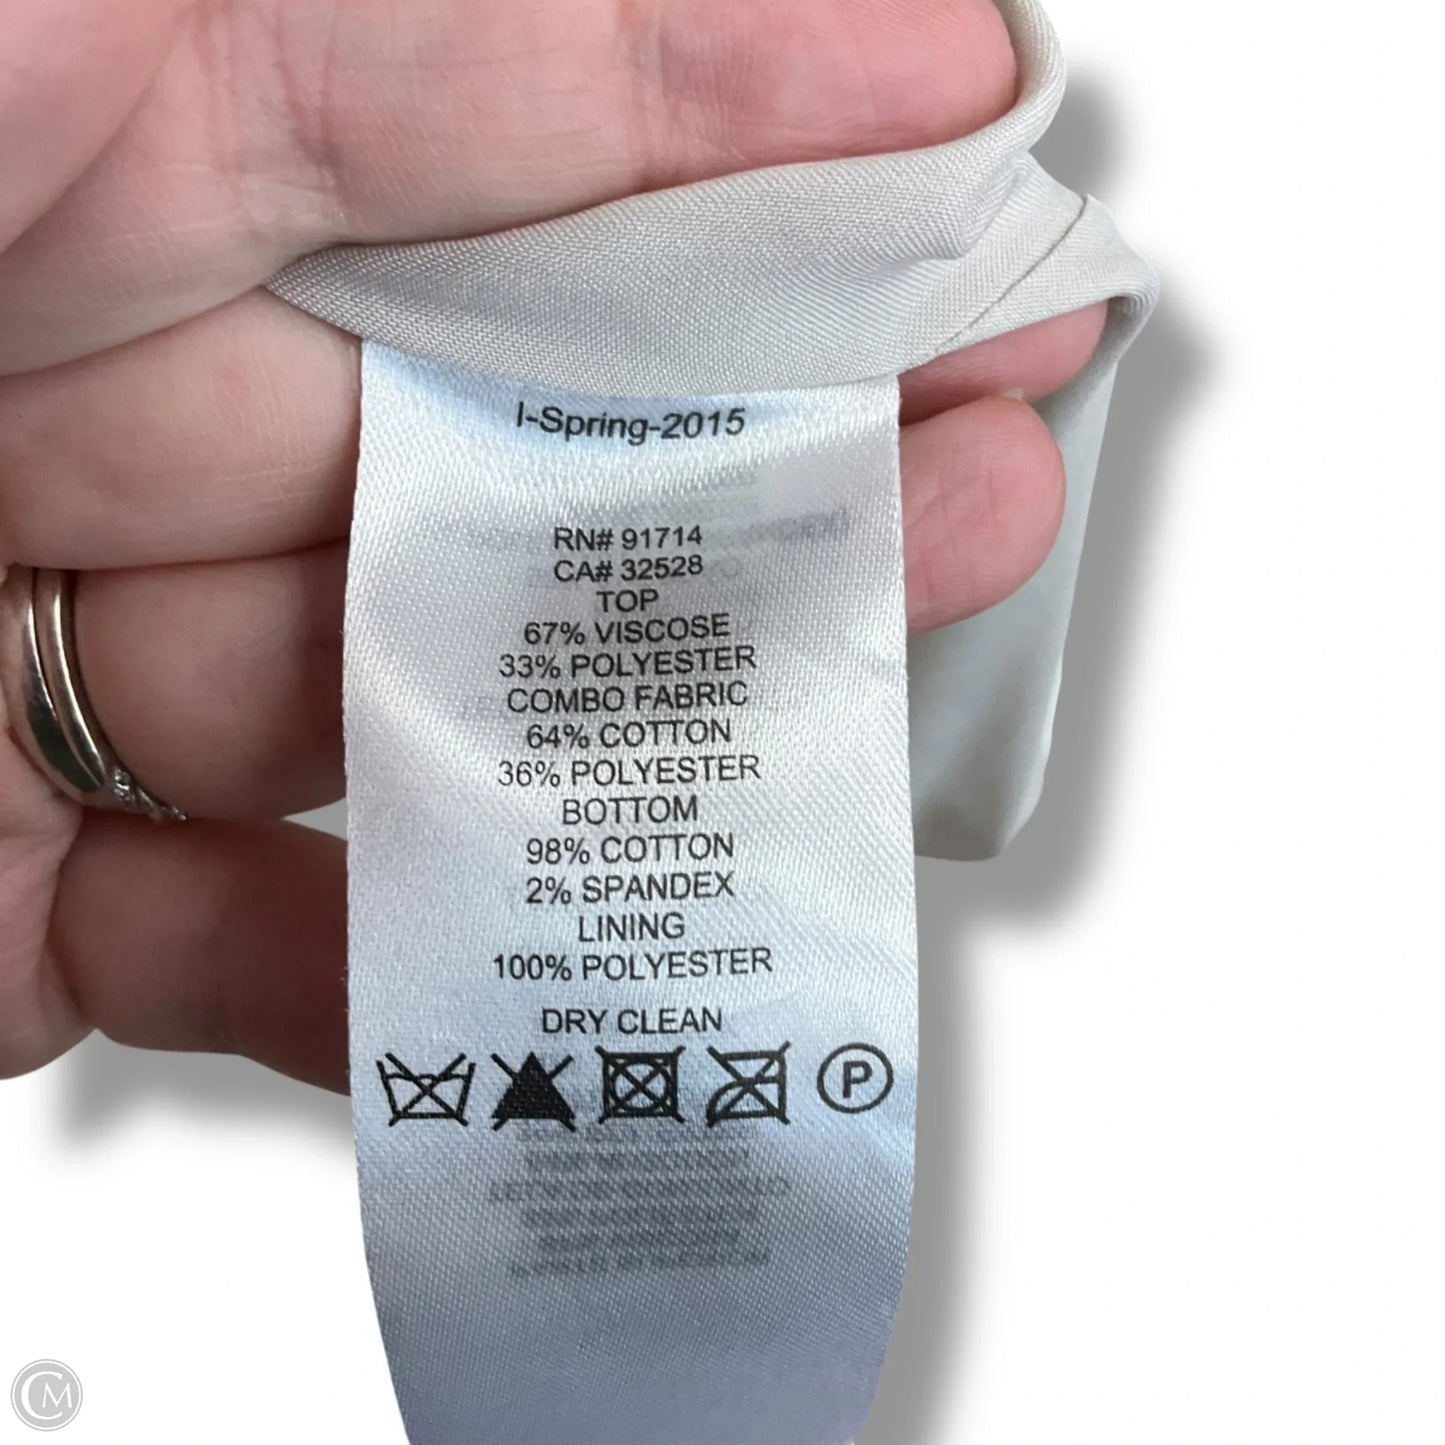 I-Spring-2015
RN# 91714
CA# 32528
TOP
67% VISCOSE
33% POLYESTER
COMBO FABRIC
64% COTTON
36% POLYESTER
BOTTOM
98% COTTON
2% SPANDEX
LINING
100% POLYESTER
DRY CLEAN
P
CM